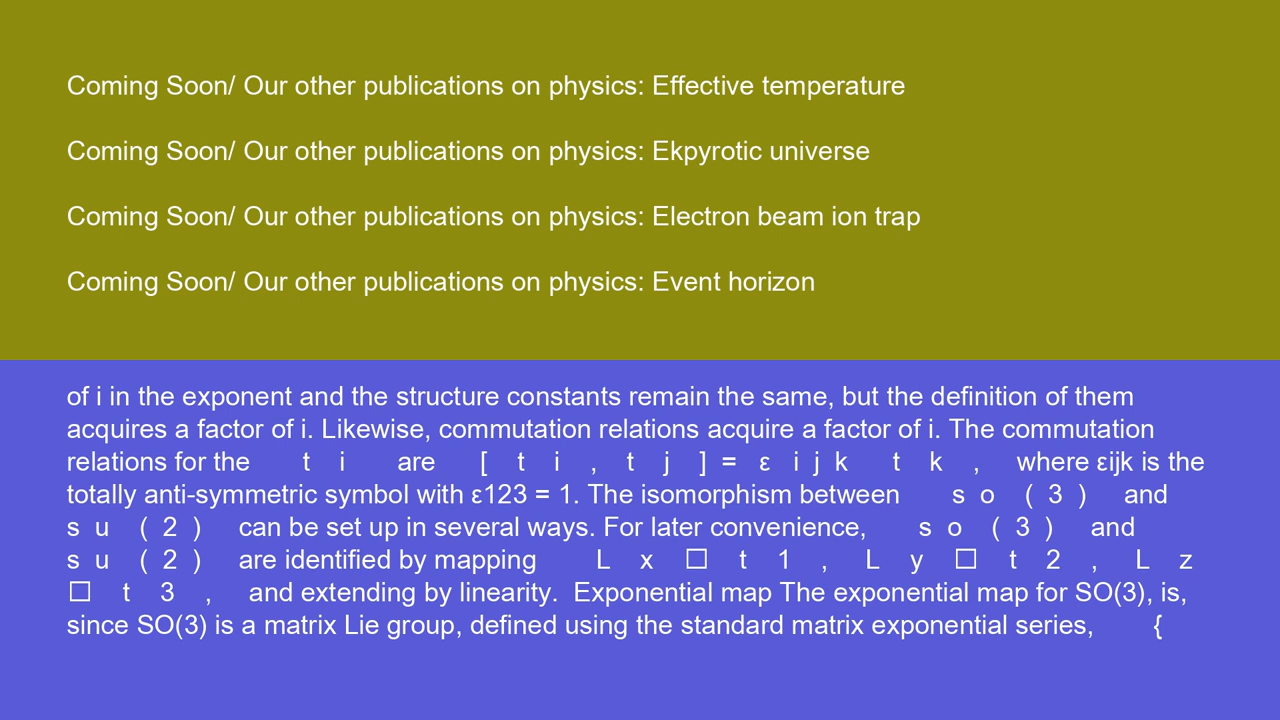 Coming Soon/ Our other publications on physics: Effective temperature
Coming Soon/ Our other publications on physics: Ekpyrotic universe
Coming Soon/ Our other publications on physics: Electron beam ion trap
Coming Soon/ Our other publications on physics: Event horizon
of i in the exponent and the structure constants remain the same, but the definition of them
acquires a factor of i. Likewise, commutation relations acquire a factor of i. The commutation
relations for the t i are [ t i , t j ] = ε i j k t k , where εijk is the
totally anti-symmetric symbol with ε123 = 1. The isomorphism between s o ( 3 ) and
s u ( 2 ) can be set up in several ways. For later convenience, s o ( 3 ) and
s u ( 2 ) are identified by mapping L x □ t 1 , L y □ t 2 , L z
□ t 3 , and extending by linearity. Exponential map The exponential map for SO(3), is,
since SO(3) is a matrix Lie group, defined using the standard matrix exponential series, {